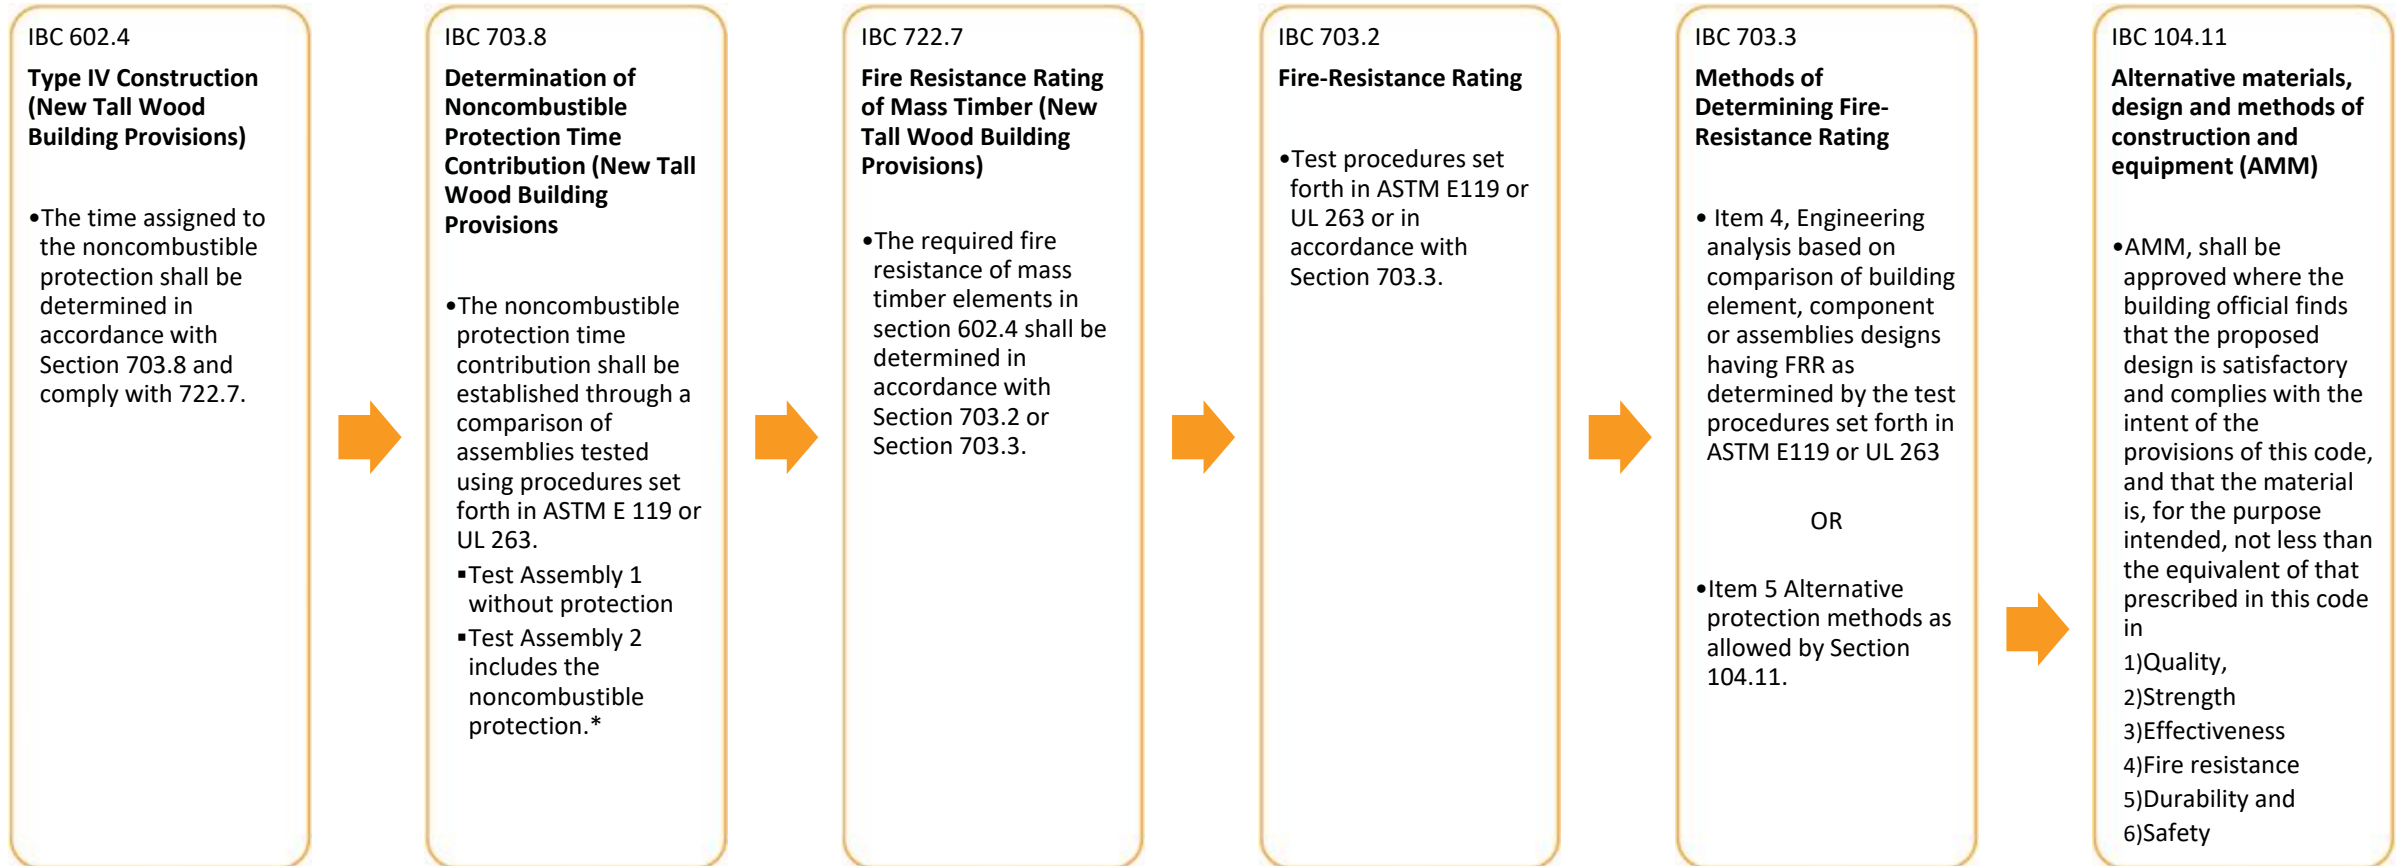 IBC 602.4
Type IV Construction
(New Tall Wood
Building Provisions)
•The time assigned to
the noncombustible
protection shall be
determined in
accordance with
Section 703.8 and
comply with 722.7.
IBC 703.8
Determination of
Noncombustible
Protection Time
Contribution (New Tall
Wood Building
Provisions
•The noncombustible
protection time
contribution shall be
established through a
comparison of
assemblies tested
using procedures set
forth in ASTM E 119 or
UL 263.
▪Test Assembly 1
without protection
▪Test Assembly 2
includes the
noncombustible
protection.*
IBC 722.7
Fire Resistance Rating
of Mass Timber (New
Tall Wood Building
Provisions)
•The required fire
resistance of mass
timber elements in
section 602.4 shall be
determined in
accordance with
Section 703.2 or
Section 703.3.
IBC 703.2
Fire-Resistance Rating
•Test procedures set
forth in ASTM E119 or
UL 263 or in
accordance with
Section 703.3.
IBC 703.3
Methods of
Determining Fire-
Resistance Rating
• Item 4, Engineering
analysis based on
comparison of building
element, component
or assemblies designs
having FRR as
determined by the test
procedures set forth in
ASTM E119 or UL 263
OR
•Item 5 Alternative
protection methods as
allowed by Section
104.11.
IBC 104.11
Alternative materials,
design and methods of
construction and
equipment (AMM)
•AMM, shall be
approved where the
building official finds
that the proposed
design is satisfactory
and complies with the
intent of the
provisions of this code,
and that the material
is, for the purpose
intended, not less than
the equivalent of that
prescribed in this code
in
1)Quality,
2)Strength
3)Effectiveness
4)Fire resistance
5)Durability and
6)Safety